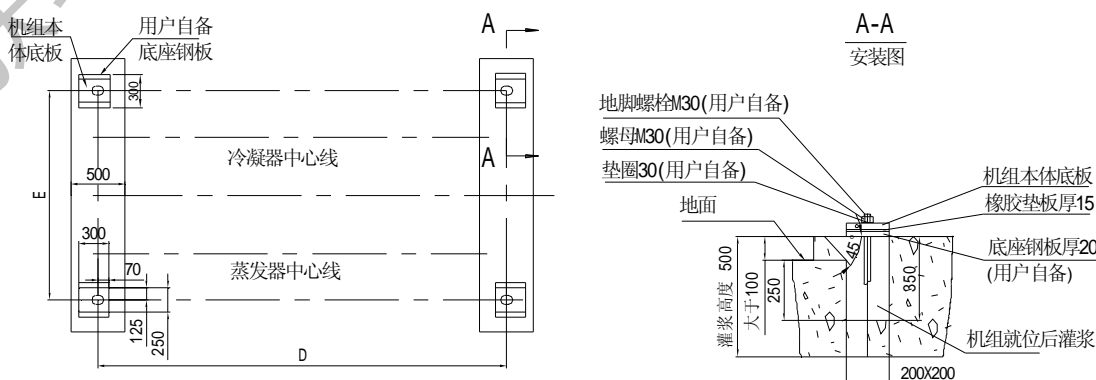 机组本
体底板
用户自备
底座钢板
A
A
300
冷凝器中心线
500
E
300
70
蒸发器中心线
125
250
D
A-A
安装图
地脚螺栓M30(用户自备)
螺母M30(用户自备)
垫圈30(用户自备)
地面
机组本体底板
橡胶垫板厚15
底座钢板厚20
(用户自备)
45°
灌浆高度 500
大于100
250
350
机组就位后灌浆
200X200